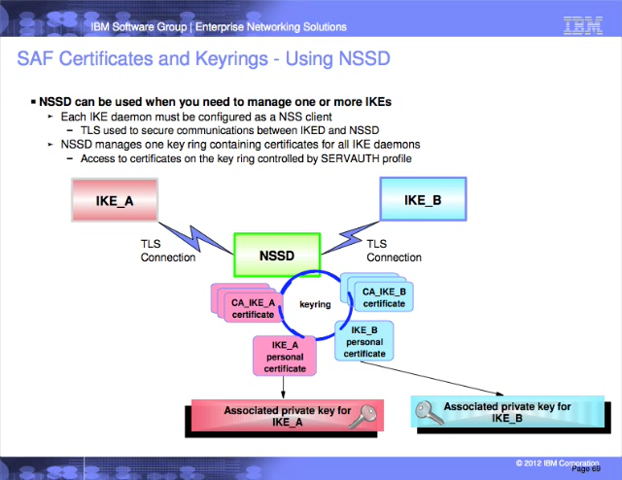 IBM Software Group | Enterprise Networking Solutions
IBM
SAF Certificates and Keyrings - Using NSSD
▪ NSSD can be used when you need to manage one or more IKEs
➢ Each IKE daemon must be configured as a NSS client
– TLS used to secure communications between IKED and NSSD
➢ NSSD manages one key ring containing certificates for all IKE daemons
– Access to certificates on the key ring controlled by SERVAUTH profile
IKE_A
IKE_B
TLS
Connection
NSSD
TLS
Connection
CA_IKE_A
certificate
keyring
CA_IKE_B
certificate
IKE_A
personal
certificate
IKE_B
personal
certificate
Associated private key for
IKE_A
Associated private key for
IKE_B
© 2012 IBM Corporation
Page 69